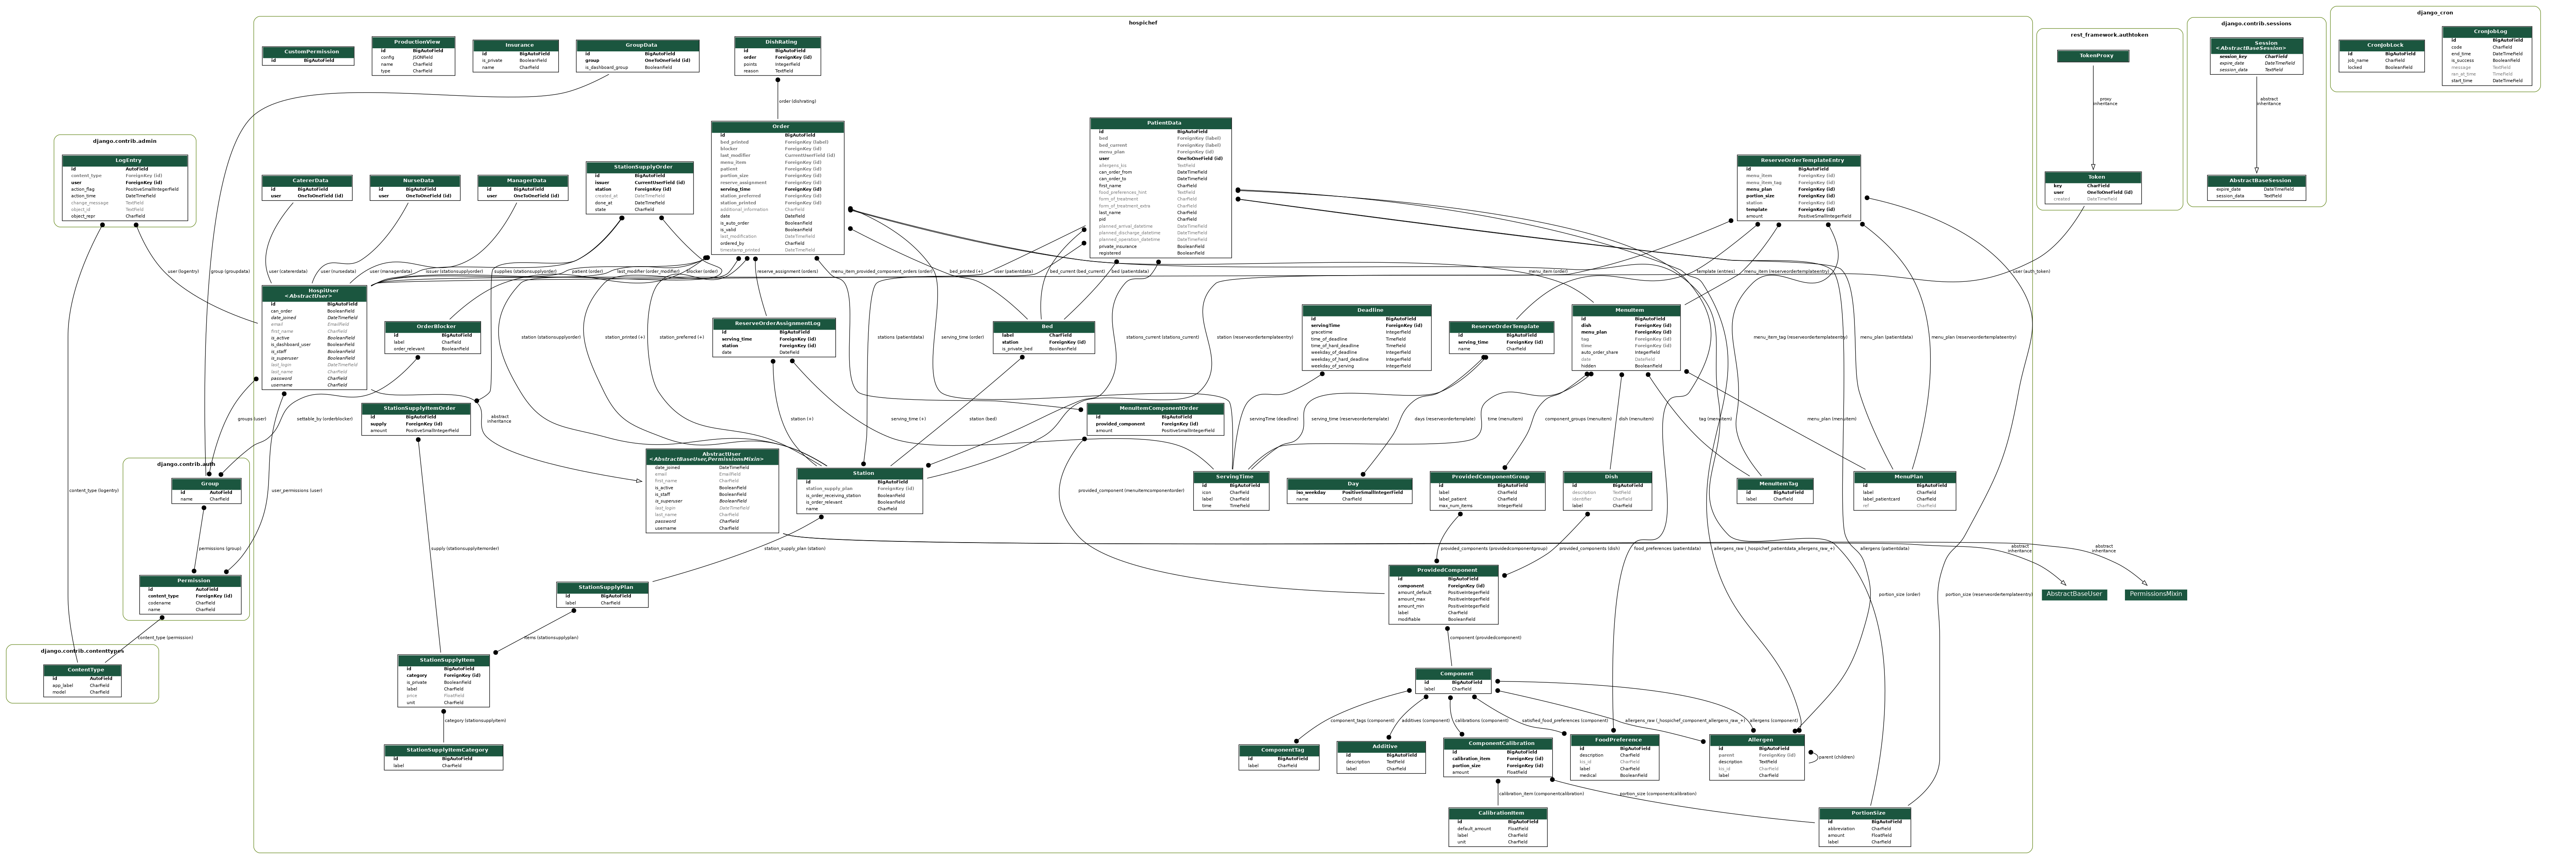 hospichef
CustomPermission
id BigAutoField
ProductionView
id BigAutoField
config JSONField
name CharField
type CharField
Insurance
id BigAutoField
is_private BooleanField
name CharField
GroupData
id BigAutoField
group OneToOneField (id)
is_dashboard_group BooleanField
DishRating
id BigAutoField
order ForeignKey (id)
points IntegerField
reason TextField
order (dishrating)
rest_framework.authtoken
TokenProxy
proxy
inheritance
Token
key CharField
user OneToOneField (id)
created DateTimeField
django.contrib.sessions
Session
<AbstractBaseSession>
session_key CharField
expire_date DateTimeField
session_data TextField
abstract
inheritance
AbstractBaseSession
expire_date DateTimeField
session_data TextField
django_cron
CronJobLock
id BigAutoField
job_name CharField
locked BooleanField
CronJobLog
id BigAutoField
code CharField
end_time DateTimeField
is_success BooleanField
message TextField
ran_at_time TimeField
start_time DateTimeField
django.contrib.admin
LogEntry
id AutoField
content_type ForeignKey (id)
user ForeignKey (id)
action_flag PositiveSmallIntegerField
action_time DateTimeField
change_message TextField
object_id TextField
object_repr CharField
CatererData
id BigAutoField
user OneToOneField (id)
NurseData
id BigAutoField
user OneToOneField (id)
ManagerData
id BigAutoField
user OneToOneField (id)
StationSupplyOrder
id BigAutoField
issuer CurrentUserField (id)
station ForeignKey (id)
created_at DateTimeField
done_at DateTimeField
state CharField
Order
id BigAutoField
bed_printed ForeignKey (label)
blocker ForeignKey (id)
last_modifier CurrentUserField (id)
menu_item ForeignKey (id)
patient ForeignKey (id)
portion_size ForeignKey (id)
reserve_assignment ForeignKey (id)
serving_time ForeignKey (id)
station_preferred ForeignKey (id)
station_printed ForeignKey (id)
additional_information CharField
date DateField
is_auto_order BooleanField
is_valid BooleanField
last_modification DateTimeField
ordered_by CharField
timestamp_printed DateTimeField
PatientData
id BigAutoField
bed ForeignKey (label)
bed_current ForeignKey (label)
menu_plan ForeignKey (id)
user OneToOneField (id)
allergens_kis TextField
can_order_from DateTimeField
can_order_to DateTimeField
first_name CharField
food_preferences_hint TextField
form_of_treatment CharField
form_of_treatment_extra CharField
last_name CharField
pid CharField
planned_arrival_datetime DateTimeField
planned_discharge_datetime DateTimeField
planned_operation_datetime DateTimeField
private_insurance BooleanField
registered BooleanField
ReserveOrderTemplateEntry
id BigAutoField
menu_item ForeignKey (id)
menu_item_tag ForeignKey (id)
menu_plan ForeignKey (id)
portion_size ForeignKey (id)
station ForeignKey (id)
template ForeignKey (id)
amount PositiveSmallIntegerField
user (logentry)
group (groupdata)
user (catererdata)
user (nursedata)
user (managerdata)
issuer (stationsupplyorder)
supplies (stationsupplyorder)
patient (order)
last_modifier (order_modifier)
blocker (order)
reserve_assignment (orders)
menu_item_provided_component_orders (order)
bed_printed (+)
user (patientdata)
bed_current (bed_current)
bed (patientdata)
menu_item (order)
template (entries)
menu_item (reserveordertemplateentry)
user (auth_token)
HospiUser
<AbstractUser>
id BigAutoField
can_order BooleanField
date_joined DateTimeField
email EmailField
first_name CharField
is_active BooleanField
is_dashboard_user BooleanField
is_staff BooleanField
is_superuser BooleanField
last_login DateTimeField
last_name CharField
password CharField
username CharField
OrderBlocker
id BigAutoField
label CharField
order_relevant BooleanField
station (stationsupplyorder)
station_printed (+)
station_preferred (+)
ReserveOrderAssignmentLog
id BigAutoField
serving_time ForeignKey (id)
station ForeignKey (id)
date DateField
stations (patientdata)
serving_time (order)
Bed
label CharField
station ForeignKey (id)
is_private_bed BooleanField
stations_current (stations_current)
station (reserveordertemplateentry)
Deadline
id BigAutoField
servingTime ForeignKey (id)
gracetime IntegerField
time_of_deadline TimeField
time_of_hard_deadline TimeField
weekday_of_deadline IntegerField
weekday_of_hard_deadline IntegerField
weekday_of_serving IntegerField
ReserveOrderTemplate
id BigAutoField
serving_time ForeignKey (id)
name CharField
MenuItem
id BigAutoField
dish ForeignKey (id)
menu_plan ForeignKey (id)
tag ForeignKey (id)
time ForeignKey (id)
auto_order_share IntegerField
date DateField
hidden BooleanField
menu_item_tag (reserveordertemplateentry)
menu_plan (patientdata)
menu_plan (reserveordertemplateentry)
StationSupplyItemOrder
id BigAutoField
supply ForeignKey (id)
amount PositiveSmallIntegerField
MenuItemComponentOrder
id BigAutoField
provided_component ForeignKey (id)
amount PositiveSmallIntegerField
groups (user)
settable_by (orderblocker)
abstract
inheritance
station (+)
serving_time (+)
station (bed)
servingTime (deadline)
serving_time (reserveordertemplate)
days (reserveordertemplate)
time (menuitem)
component_groups (menuitem)
dish (menuitem)
tag (menuitem)
menu_plan (menuitem)
django.contrib.auth
Group
id AutoField
name CharField
user_permissions (user)
content_type (logentry)
AbstractUser
<AbstractBaseUser,PermissionsMixin>
date_joined DateTimeField
email EmailField
first_name CharField
is_active BooleanField
is_staff BooleanField
is_superuser BooleanField
last_login DateTimeField
last_name CharField
password CharField
username CharField
Station
id BigAutoField
station_supply_plan ForeignKey (id)
is_order_receiving_station BooleanField
is_order_relevant BooleanField
name CharField
provided_component (menuitemcomponentorder)
ServingTime
id BigAutoField
icon CharField
label CharField
time TimeField
Day
iso_weekday PositiveSmallIntegerField
name CharField
ProvidedComponentGroup
id BigAutoField
label CharField
label_patient CharField
max_num_items IntegerField
Dish
id BigAutoField
description TextField
identifier CharField
label CharField
MenuItemTag
id BigAutoField
label CharField
MenuPlan
id BigAutoField
label CharField
label_patientcard CharField
ref CharField
permissions (group)
supply (stationsupplyitemorder)
station_supply_plan (station)
provided_components (providedcomponentgroup)
provided_components (dish)
food_preferences (patientdata)
allergens_raw (_hospichef_patientdata_allergens_raw_+)
allergens (patientdata)
abstract
inheritance
abstract
inheritance
Permission
id AutoField
content_type ForeignKey (id)
codename CharField
name CharField
StationSupplyPlan
id BigAutoField
label CharField
ProvidedComponent
id BigAutoField
component ForeignKey (id)
amount_default PositiveIntegerField
amount_max PositiveIntegerField
amount_min PositiveIntegerField
label CharField
modifiable BooleanField
portion_size (order)
portion_size (reserveordertemplateentry)
AbstractBaseUser
PermissionsMixin
content_type (permission)
items (stationsupplyplan)
component (providedcomponent)
django.contrib.contenttypes
ContentType
id AutoField
app_label CharField
model CharField
StationSupplyItem
id BigAutoField
category ForeignKey (id)
is_private BooleanField
label CharField
price FloatField
unit CharField
Component
id BigAutoField
label CharField
category (stationsupplyitem)
component_tags (component)
additives (component)
calibrations (component)
satisfied_food_preferences (component)
allergens_raw (_hospichef_component_allergens_raw_+)
allergens (component)
StationSupplyItemCategory
id BigAutoField
label CharField
ComponentTag
id BigAutoField
label CharField
Additive
id BigAutoField
description TextField
label CharField
ComponentCalibration
id BigAutoField
calibration_item ForeignKey (id)
portion_size ForeignKey (id)
amount FloatField
FoodPreference
id BigAutoField
description CharField
kis_id CharField
label CharField
medical BooleanField
Allergen
id BigAutoField
parent ForeignKey (id)
description TextField
kis_id CharField
label CharField
parent (children)
calibration_item (componentcalibration)
portion_size (componentcalibration)
CalibrationItem
id BigAutoField
default_amount FloatField
label CharField
unit CharField
PortionSize
id BigAutoField
abbreviation CharField
amount FloatField
label CharField